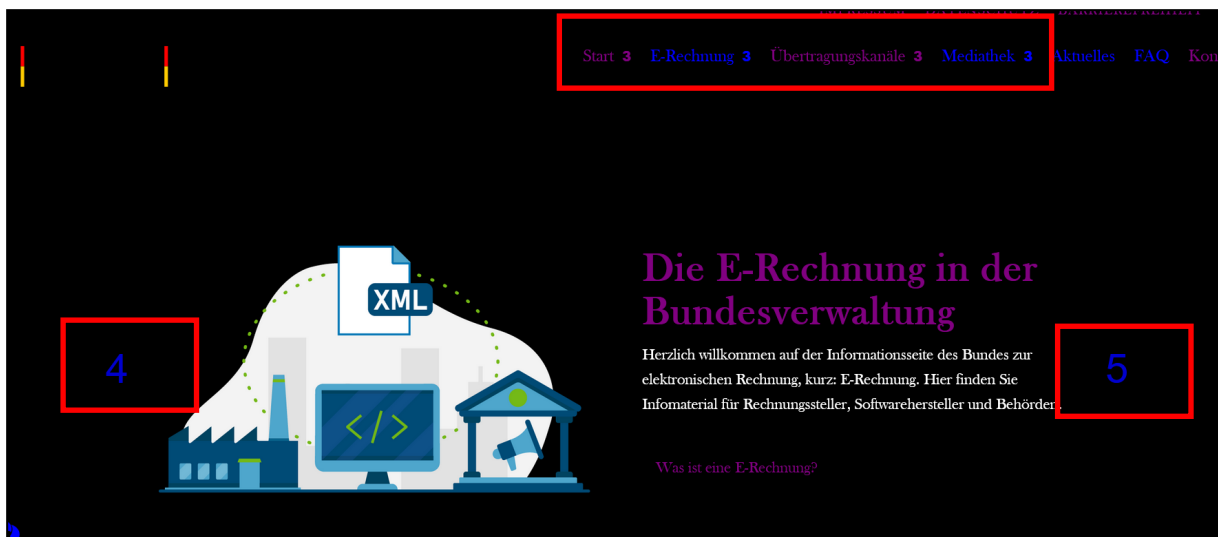 Start 3 E-Rechnung 3 Übertragungskanäle 3 Mediathek 3 Aktuelles FAQ Kon
XML
</>
Die E-Rechnung in der
Bundesverwaltung
Herzlich willkommen auf der Informationsseite des Bundes zur
elektronischen Rechnung, kurz: E-Rechnung. Hier finden Sie
Infomaterial für Rechnungssteller, Softwarehersteller und Behörden.
4
5
Was ist eine E-Rechnung?